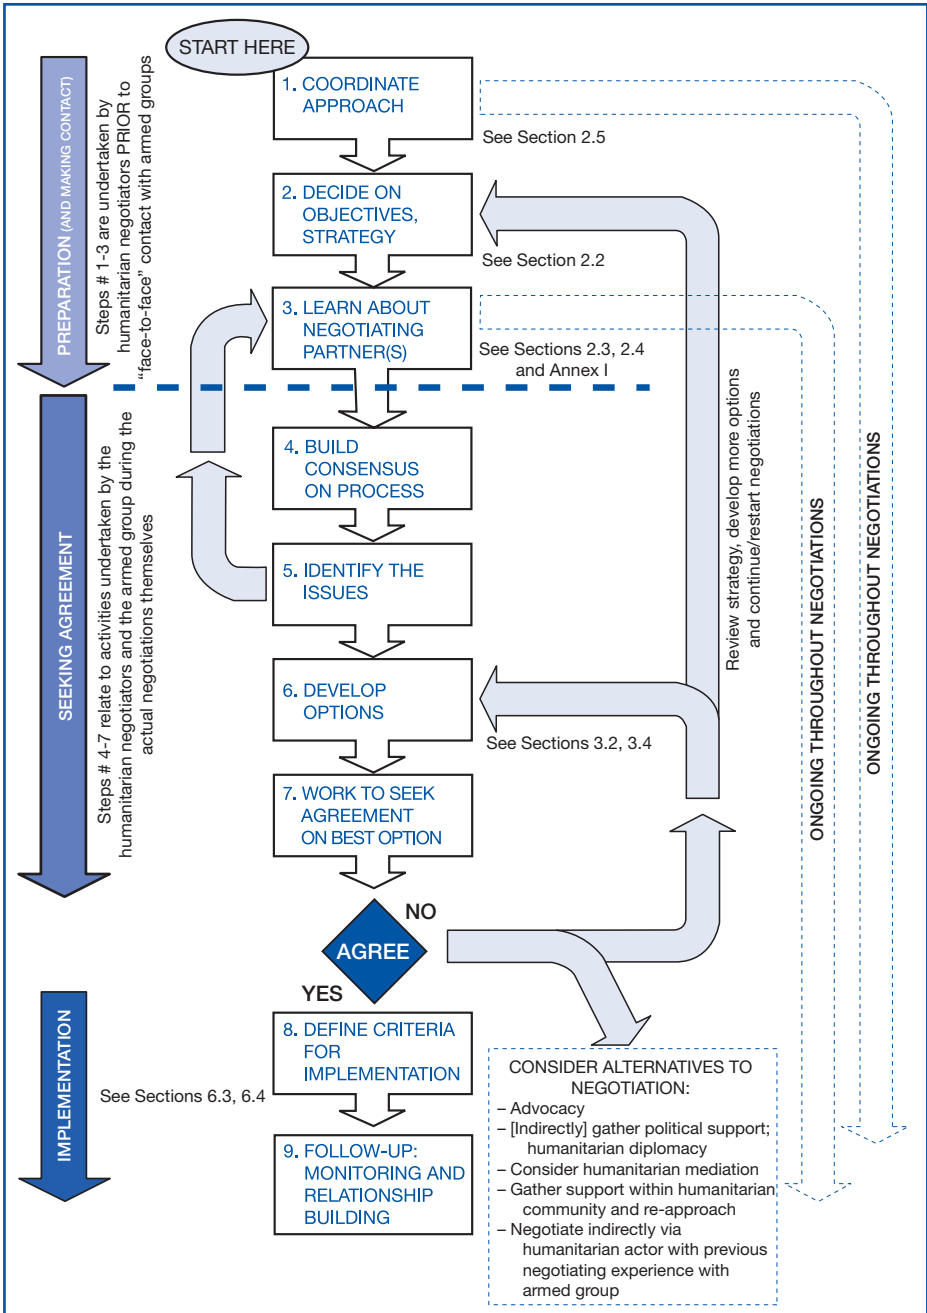 START HERE
1. COORDINATE
APPROACH
See Section 2.5
2. DECIDE ON
OBJECTIVES,
STRATEGY
See Section 2.2
3. LEARN ABOUT
NEGOTIATING
PARTNER(S)
See Sections 2.3, 2.4
and Annex I
4. BUILD
CONSENSUS
ON PROCESS
5. IDENTIFY THE
ISSUES
6. DEVELOP
OPTIONS
See Sections 3.2, 3.4
7. WORK TO SEEK
AGREEMENT
ON BEST OPTION
NO
AGREE
YES
8. DEFINE CRITERIA
FOR
IMPLEMENTATION
See Sections 6.3, 6.4
9. FOLLOW-UP:
MONITORING AND
RELATIONSHIP
BUILDING
PREPARATION (AND MAKING CONTACT)
Steps # 1-3 are undertaken by
humanitarian negotiators PRIOR to
“face-to-face” contact with armed groups
SEEKING AGREEMENT
Steps # 4-7 relate to activities undertaken by the
humanitarian negotiators and the armed group during the
actual negotiations themselves
IMPLEMENTATION
Review strategy, develop more options
and continue/restart negotiations
ONGOING THROUGHOUT NEGOTIATIONS
ONGOING THROUGHOUT NEGOTIATIONS
CONSIDER ALTERNATIVES TO
NEGOTIATION:
– Advocacy
– [Indirectly] gather political support;
humanitarian diplomacy
– Consider humanitarian mediation
– Gather support within humanitarian
community and re-approach
– Negotiate indirectly via
humanitarian actor with previous
negotiating experience with
armed group